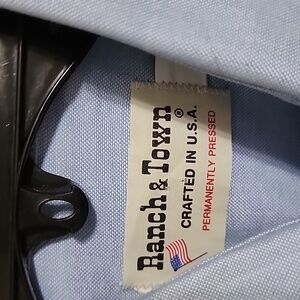 Ranch & Town ®
CRAFTED IN U.S.A.
PERMANENTLY PRESSED